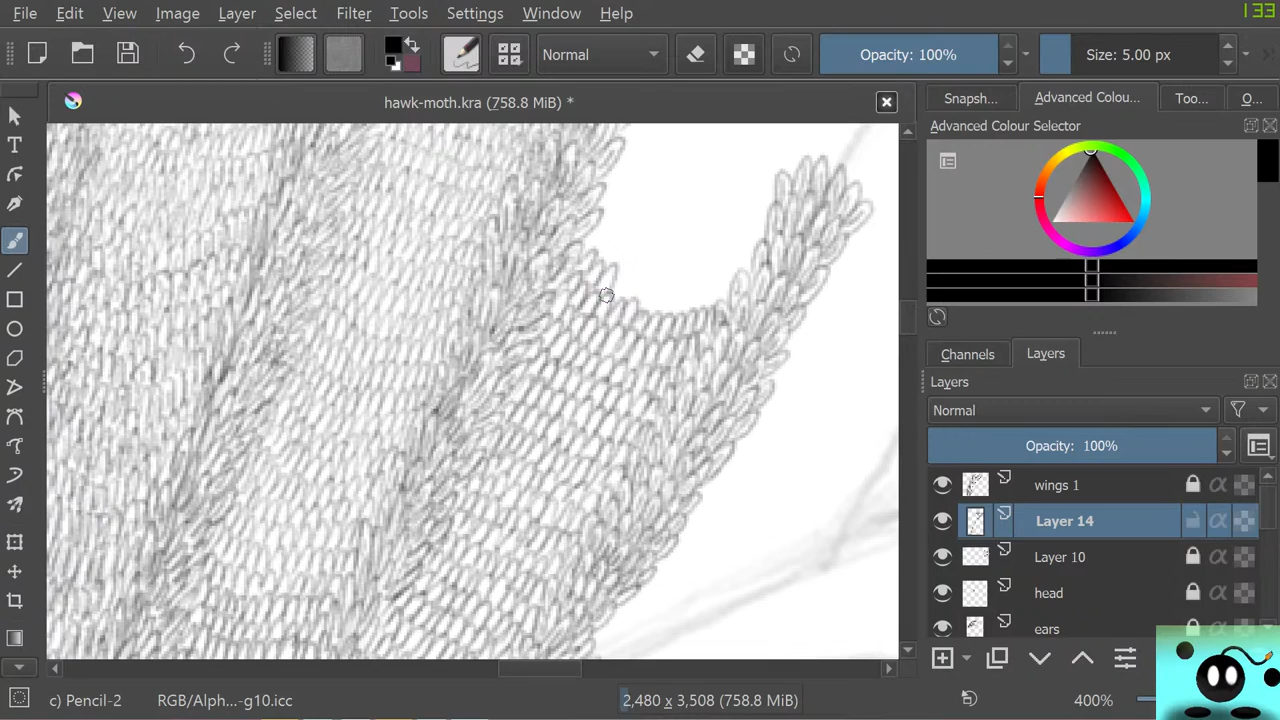 133
File Edit View Image Layer Select Filter Tools Settings Window Help
Normal Opacity: 100% Size: 5.00 px
hawk-moth.kra (758.8 MiB) *
Snapsh... Advanced Colou... Too... O...
Advanced Colour Selector
Channels Layers
Layers
Normal
Opacity: 100%
wings 1
Layer 14
Layer 10
head
ears
c) Pencil-2 RGB/Alph...-g10.icc 2,480 x 3,508 (758.8 MiB) 400%